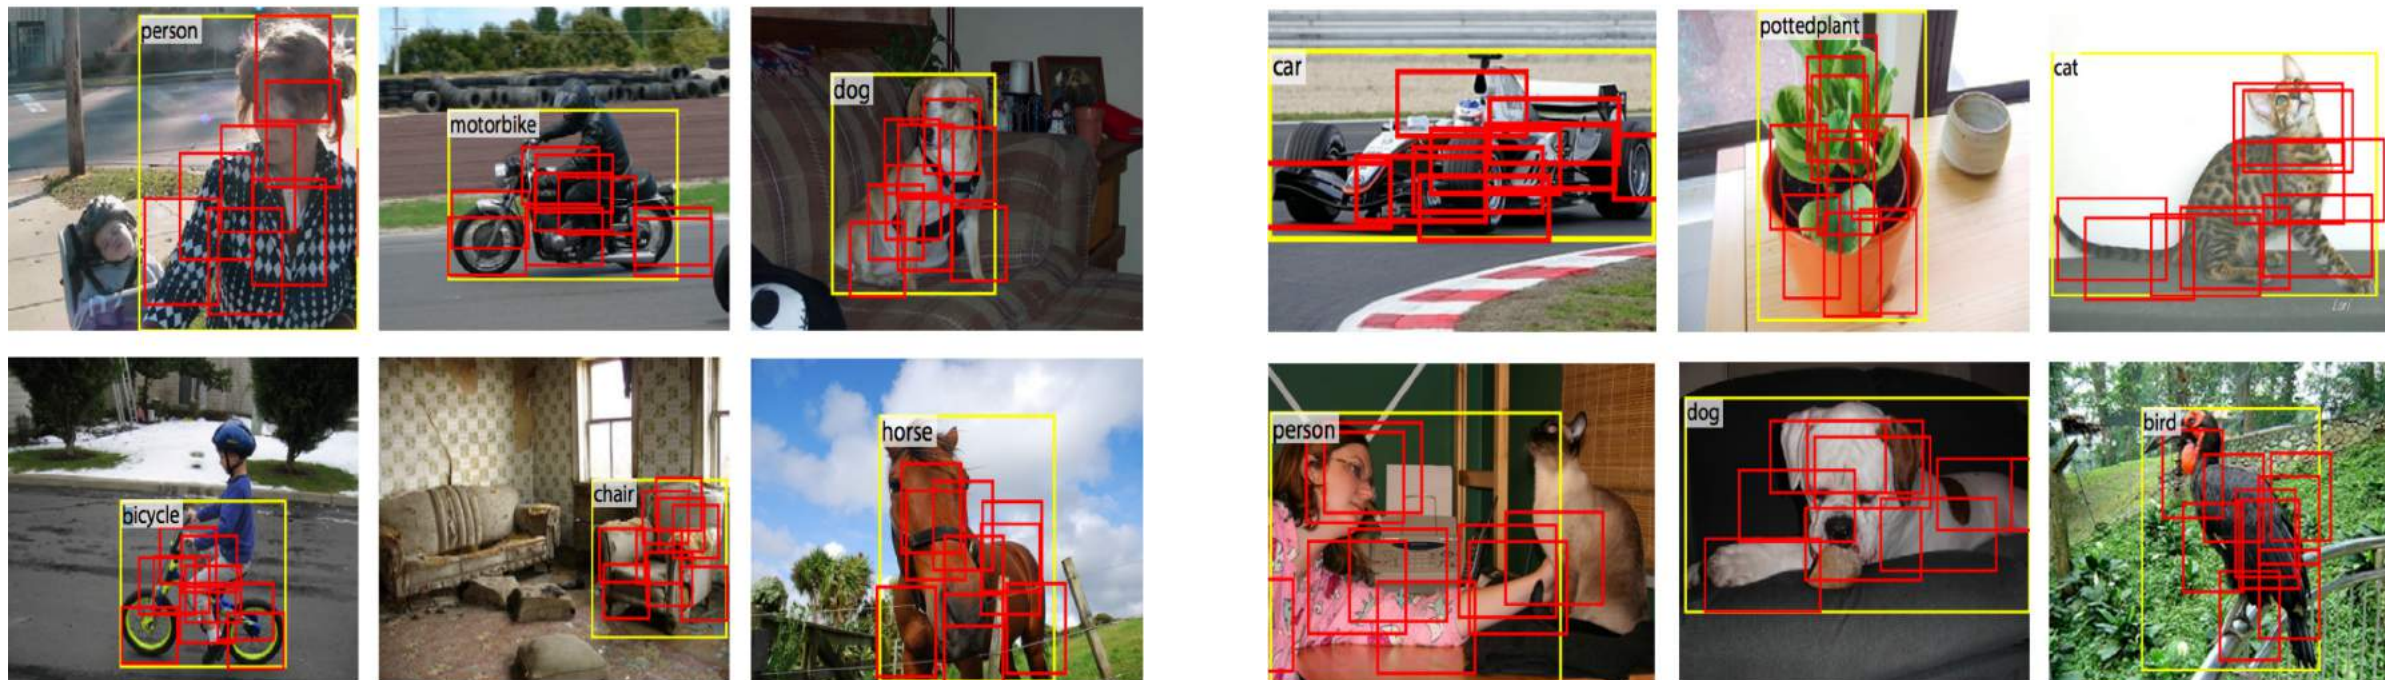 person
motorbike
dog
car
pottedplant
cat
bicycle
chair
horse
person
dog
bird